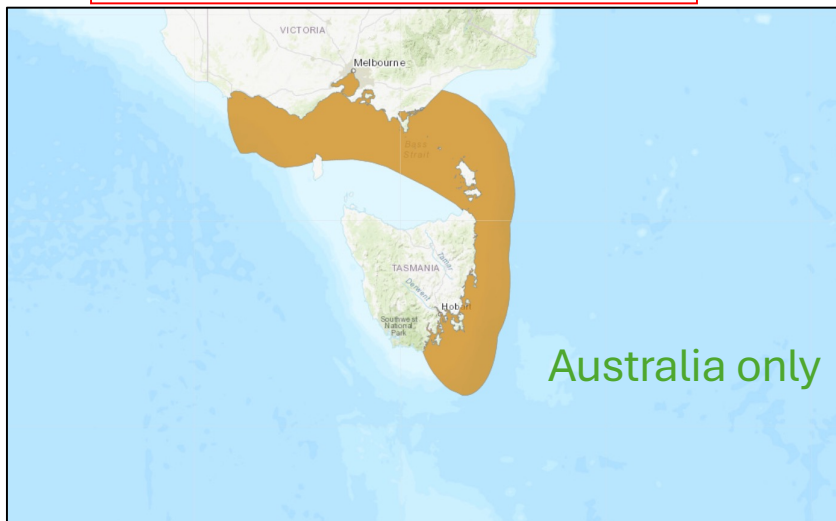 VICTORIA
Melbourne
Bass
Strait
TASMANIA
Tamar
Derwent
Hobart
Southwest
National
Park
Australia only